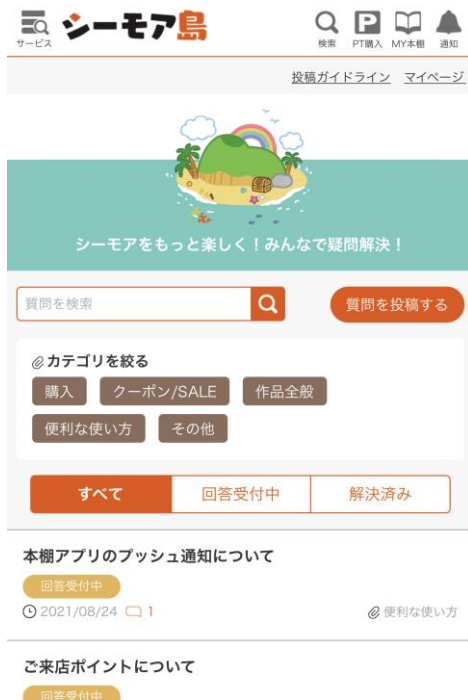 シーモア島
サービス
検索
PT購入
MY本棚
通知
投稿ガイドライン マイページ
シーモアをもっと楽しく！みんなで疑問解決！
質問を検索
質問を投稿する
カテゴリを絞る
購入 クーポン/SALE 作品全般
便利な使い方 その他
すべて 回答受付中 解決済み
本棚アプリのプッシュ通知について
回答受付中
2021/08/24 1 便利な使い方
ご来店ポイントについて
回答受付中